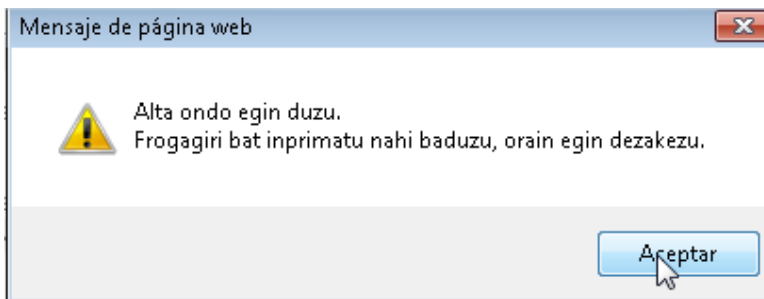 Mensaje de página web
Alta ondo egin duzu.
Frogagiri bat inprimatu nahi baduzu, orain egin dezakezu.
Aceptar